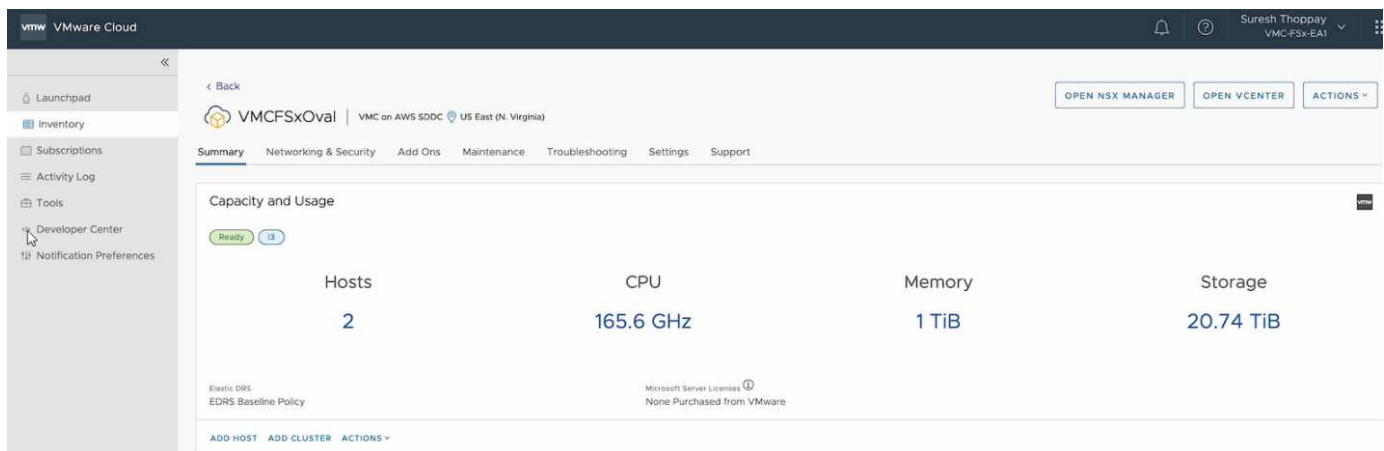 vmw VMware Cloud
Suresh Thoppay
VMC-FSx-EA1
Launchpad
Inventory
Subscriptions
Activity Log
Tools
Developer Center
Notification Preferences
< Back
OPEN NSX MANAGER OPEN VCENTER ACTIONS
VMCFSxOval | VMC on AWS SDDC US East (N. Virginia)
Summary Networking & Security Add Ons Maintenance Troubleshooting Settings Support
Capacity and Usage
vmw
Ready i3
Hosts CPU Memory Storage
2 165.6 GHz 1 TiB 20.74 TiB
Elastic DRS
EDRS Baseline Policy
Microsoft Server Licenses
None Purchased from VMware
ADD HOST ADD CLUSTER ACTIONS